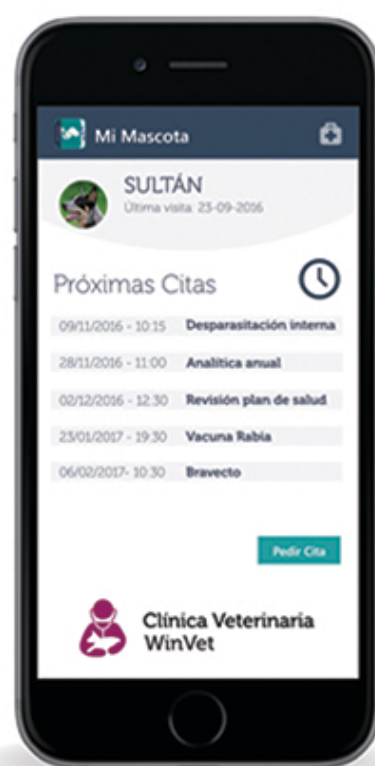 Mi Mascota
SULTÁN
Última visita: 23-09-2016
Próximas Citas
09/11/2016 - 10:15 Desparasitación interna
28/11/2016 - 11:00 Analítica anual
02/12/2016 - 12:30 Revisión plan de salud
23/01/2017 - 19:30 Vacuna Rabia
06/02/2017- 10:30 Bravecto
Pedir Cita
Clínica Veterinaria
WinVet